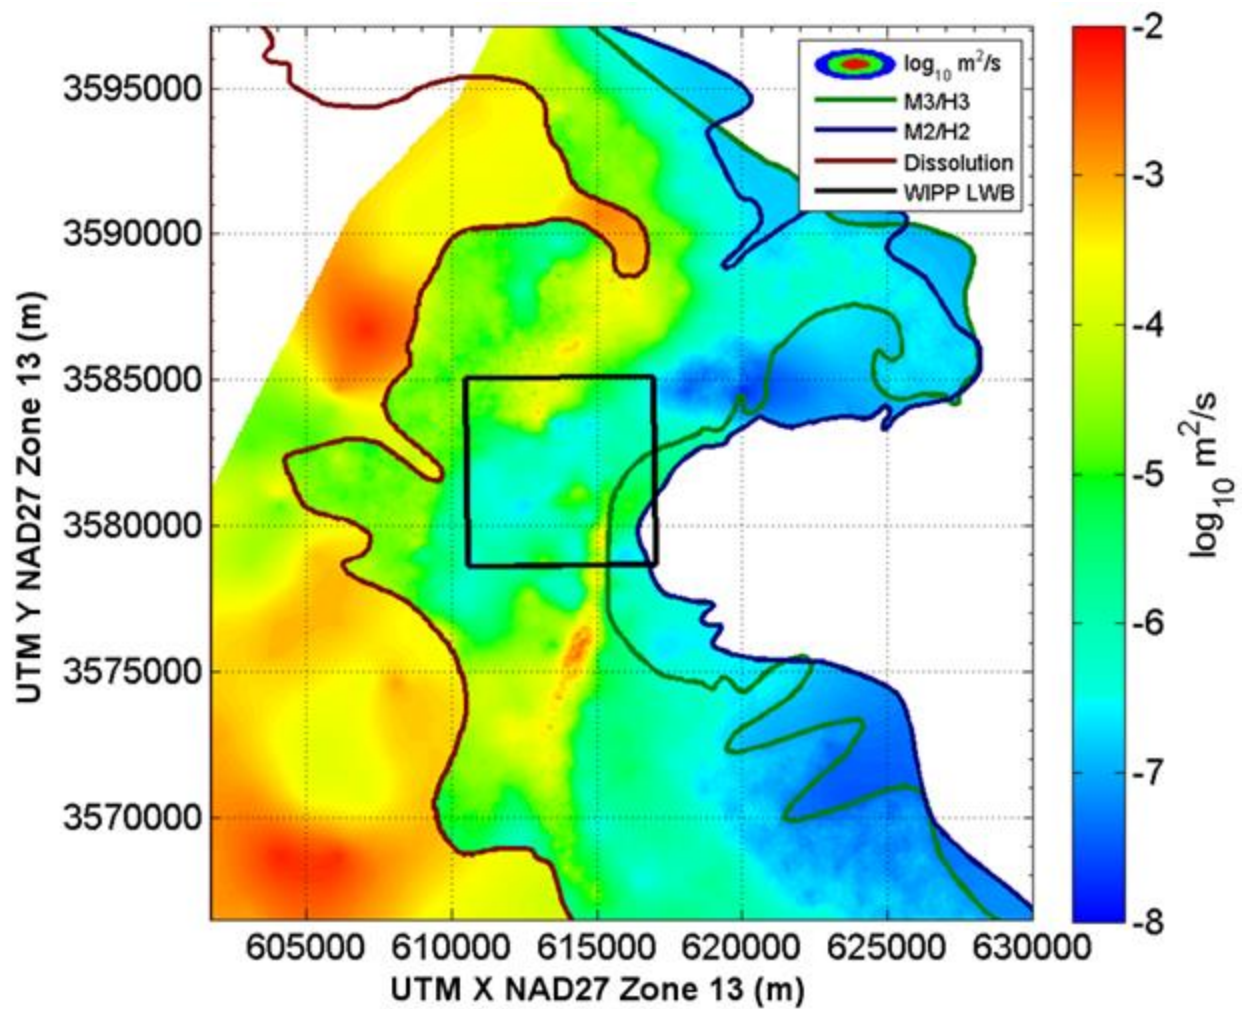 log10 m2/s
M3/H3
M2/H2
Dissolution
WIPP LWB
3595000
3590000
3585000
3580000
3575000
3570000
UTM Y NAD27 Zone 13 (m)
605000 610000 615000 620000 625000 630000
UTM X NAD27 Zone 13 (m)
-2
-3
-4
-5
-6
-7
-8
log10 m2/s